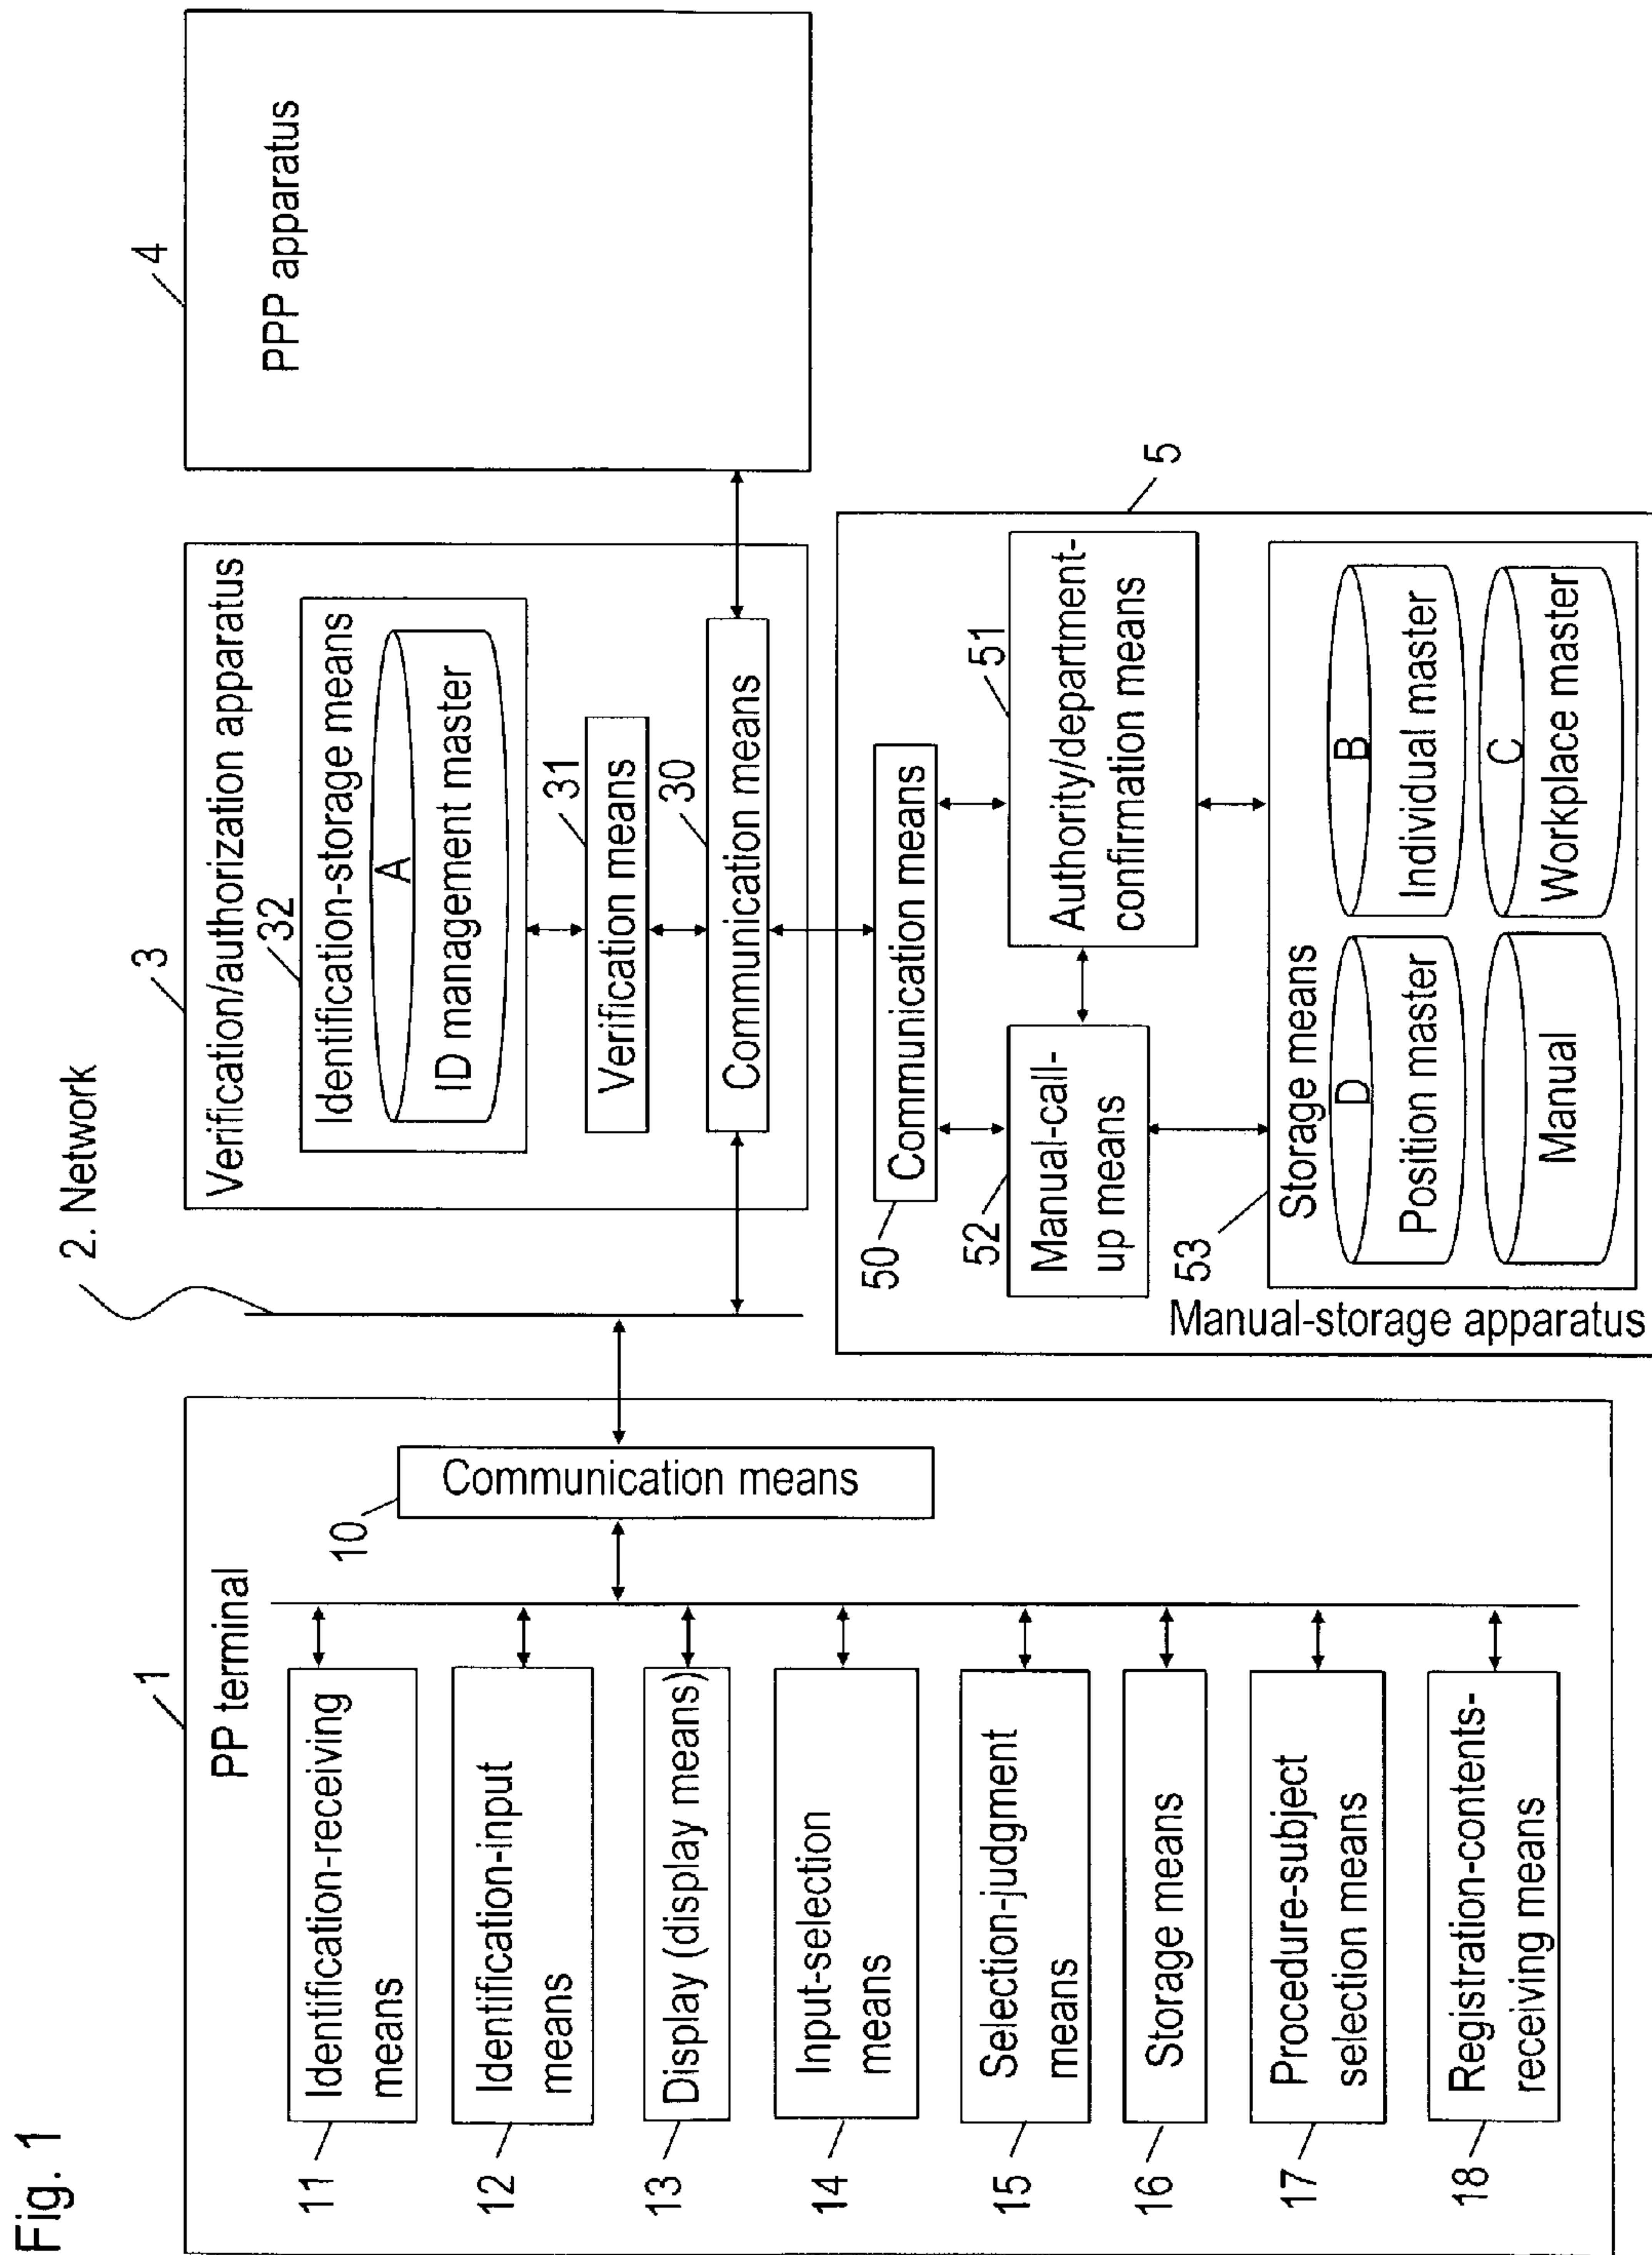 Fig. 1
1
PP terminal
11
Identification-receiving
means
12
Identification-input
means
13
Display (display means)
14
Input-selection
means
15
Selection-judgment
means
16
Storage means
17
Procedure-subject
selection means
18
Registration-contents-
receiving means
10
Communication means
2. Network
3
Verification/authorization apparatus
32
Identification-storage means
A
ID management master
31
Verification means
30
Communication means
4
PPP apparatus
5
50
Communication means
52
Manual-call-
up means
51
Authority/department-
confirmation means
53
Storage means
D
Position master
B
Individual master
Manual
C
Workplace master
Manual-storage apparatus